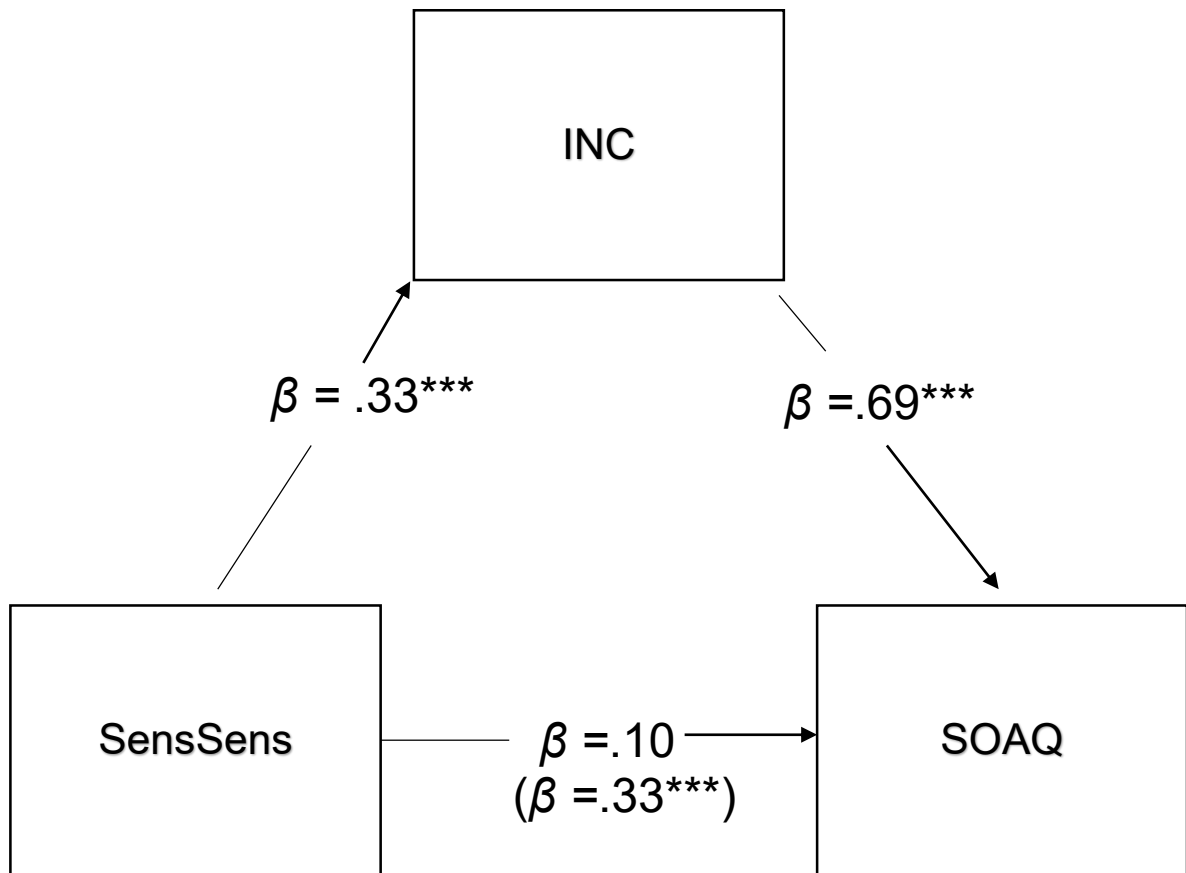 INC
β = .33***
β =.69***
SensSens
β =.10
(β =.33***)
SOAQ